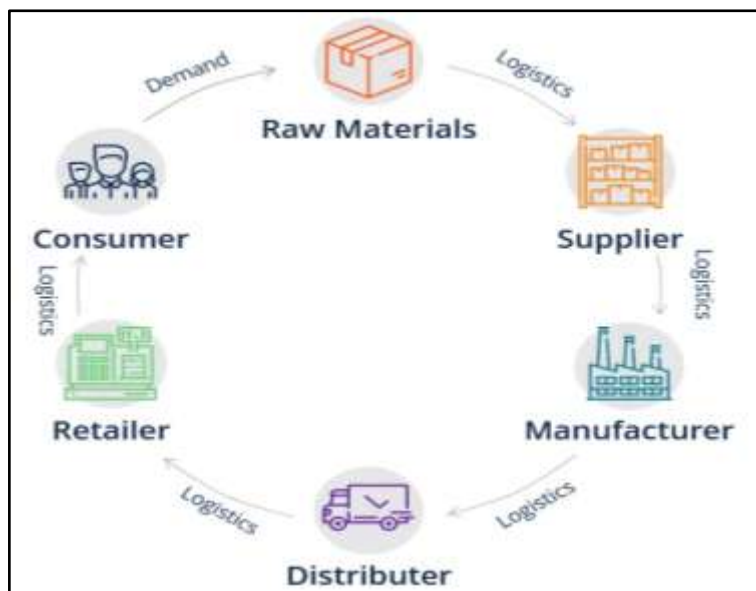 Demand
Raw Materials
Logistics
Supplier
Logistics
Manufacturer
Logistics
Distributer
Logistics
Retailer
Logistics
Consumer